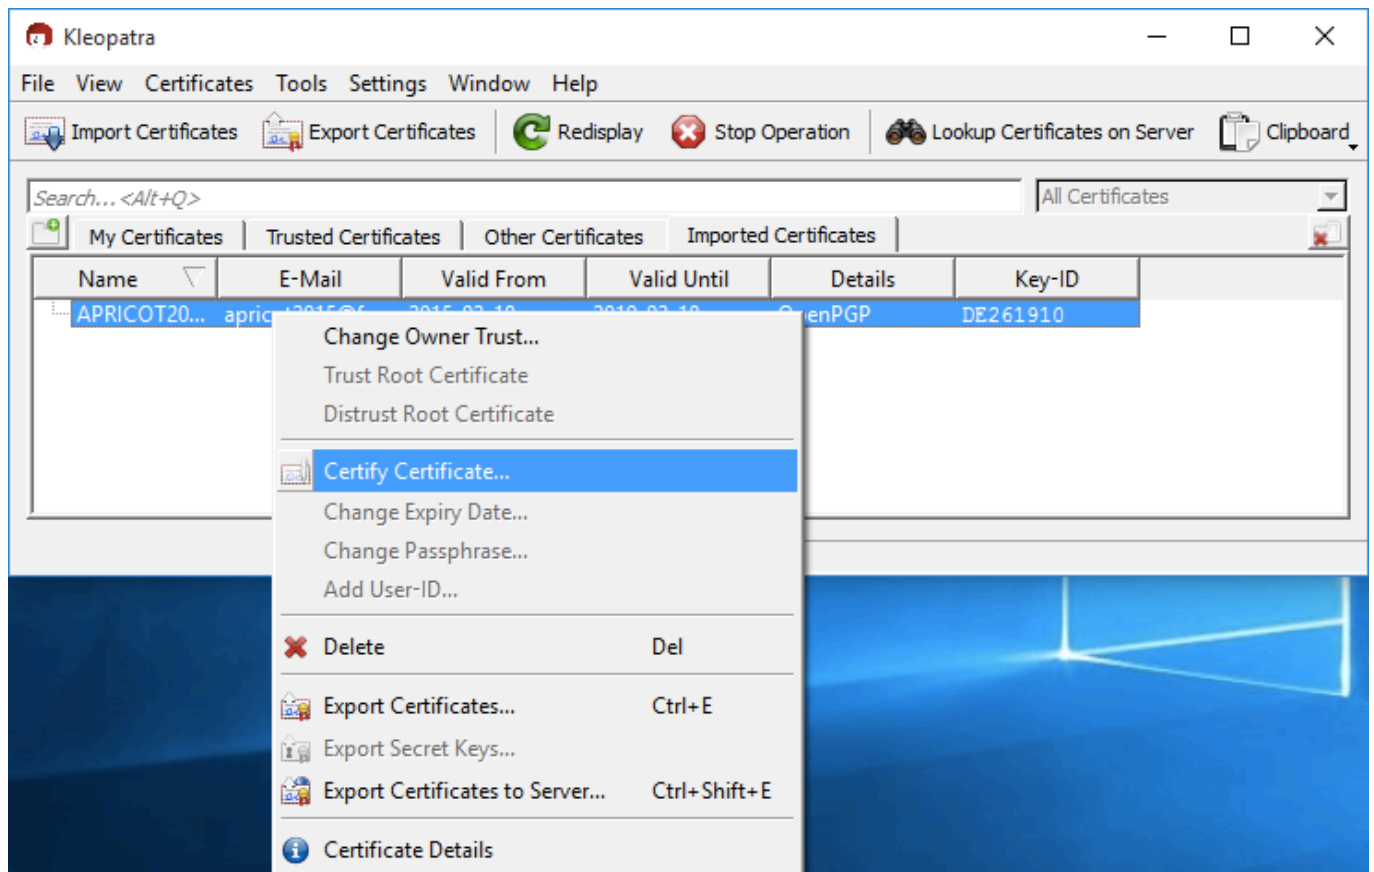 Kleopatra
File View Certificates Tools Settings Window Help
Import Certificates Export Certificates Redisplay Stop Operation Lookup Certificates on Server Clipboard
Search...<Alt+Q> All Certificates
My Certificates Trusted Certificates Other Certificates Imported Certificates
Name E-Mail Valid From Valid Until Details Key-ID
APRICOT20... DE261910
Change Owner Trust...
Trust Root Certificate
Distrust Root Certificate
Certify Certificate...
Change Expiry Date...
Change Passphrase...
Add User-ID...
Delete Del
Export Certificates... Ctrl+E
Export Secret Keys...
Export Certificates to Server... Ctrl+Shift+E
Certificate Details